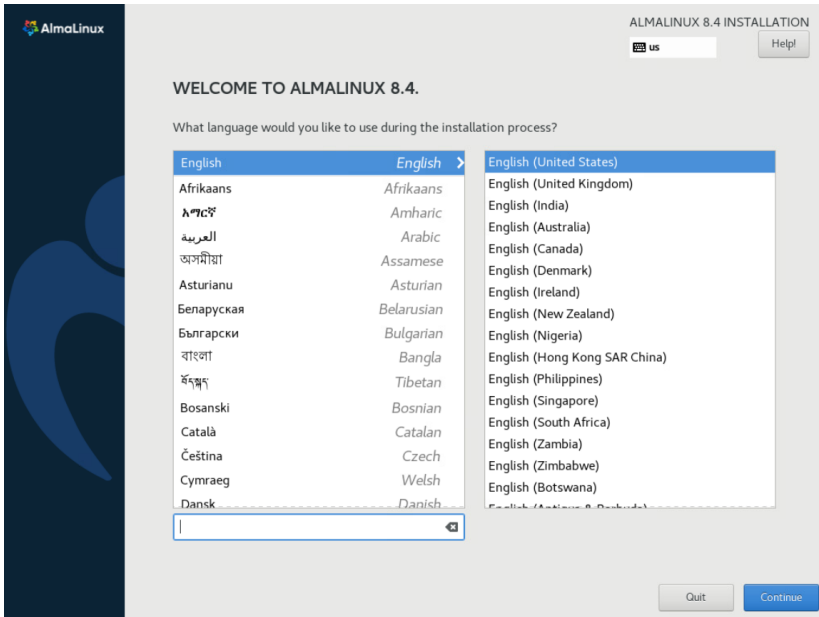 AlmaLinux
ALMALINUX 8.4 INSTALLATION
us
Help!
WELCOME TO ALMALINUX 8.4.
What language would you like to use during the installation process?
English English
Afrikaans Afrikaans
አማርኛ Amharic
العربية Arabic
অসমীয়া Assamese
Asturianu Asturian
Беларуская Belarusian
Български Bulgarian
বাংলা Bangla
བོད་སྐད་ Tibetan
Bosanski Bosnian
Català Catalan
Čeština Czech
Cymraeg Welsh
Dansk Danish
English (United States)
English (United Kingdom)
English (India)
English (Australia)
English (Canada)
English (Denmark)
English (Ireland)
English (New Zealand)
English (Nigeria)
English (Hong Kong SAR China)
English (Philippines)
English (Singapore)
English (South Africa)
English (Zambia)
English (Zimbabwe)
English (Botswana)
English (Antigua & Barbuda)
Quit
Continue